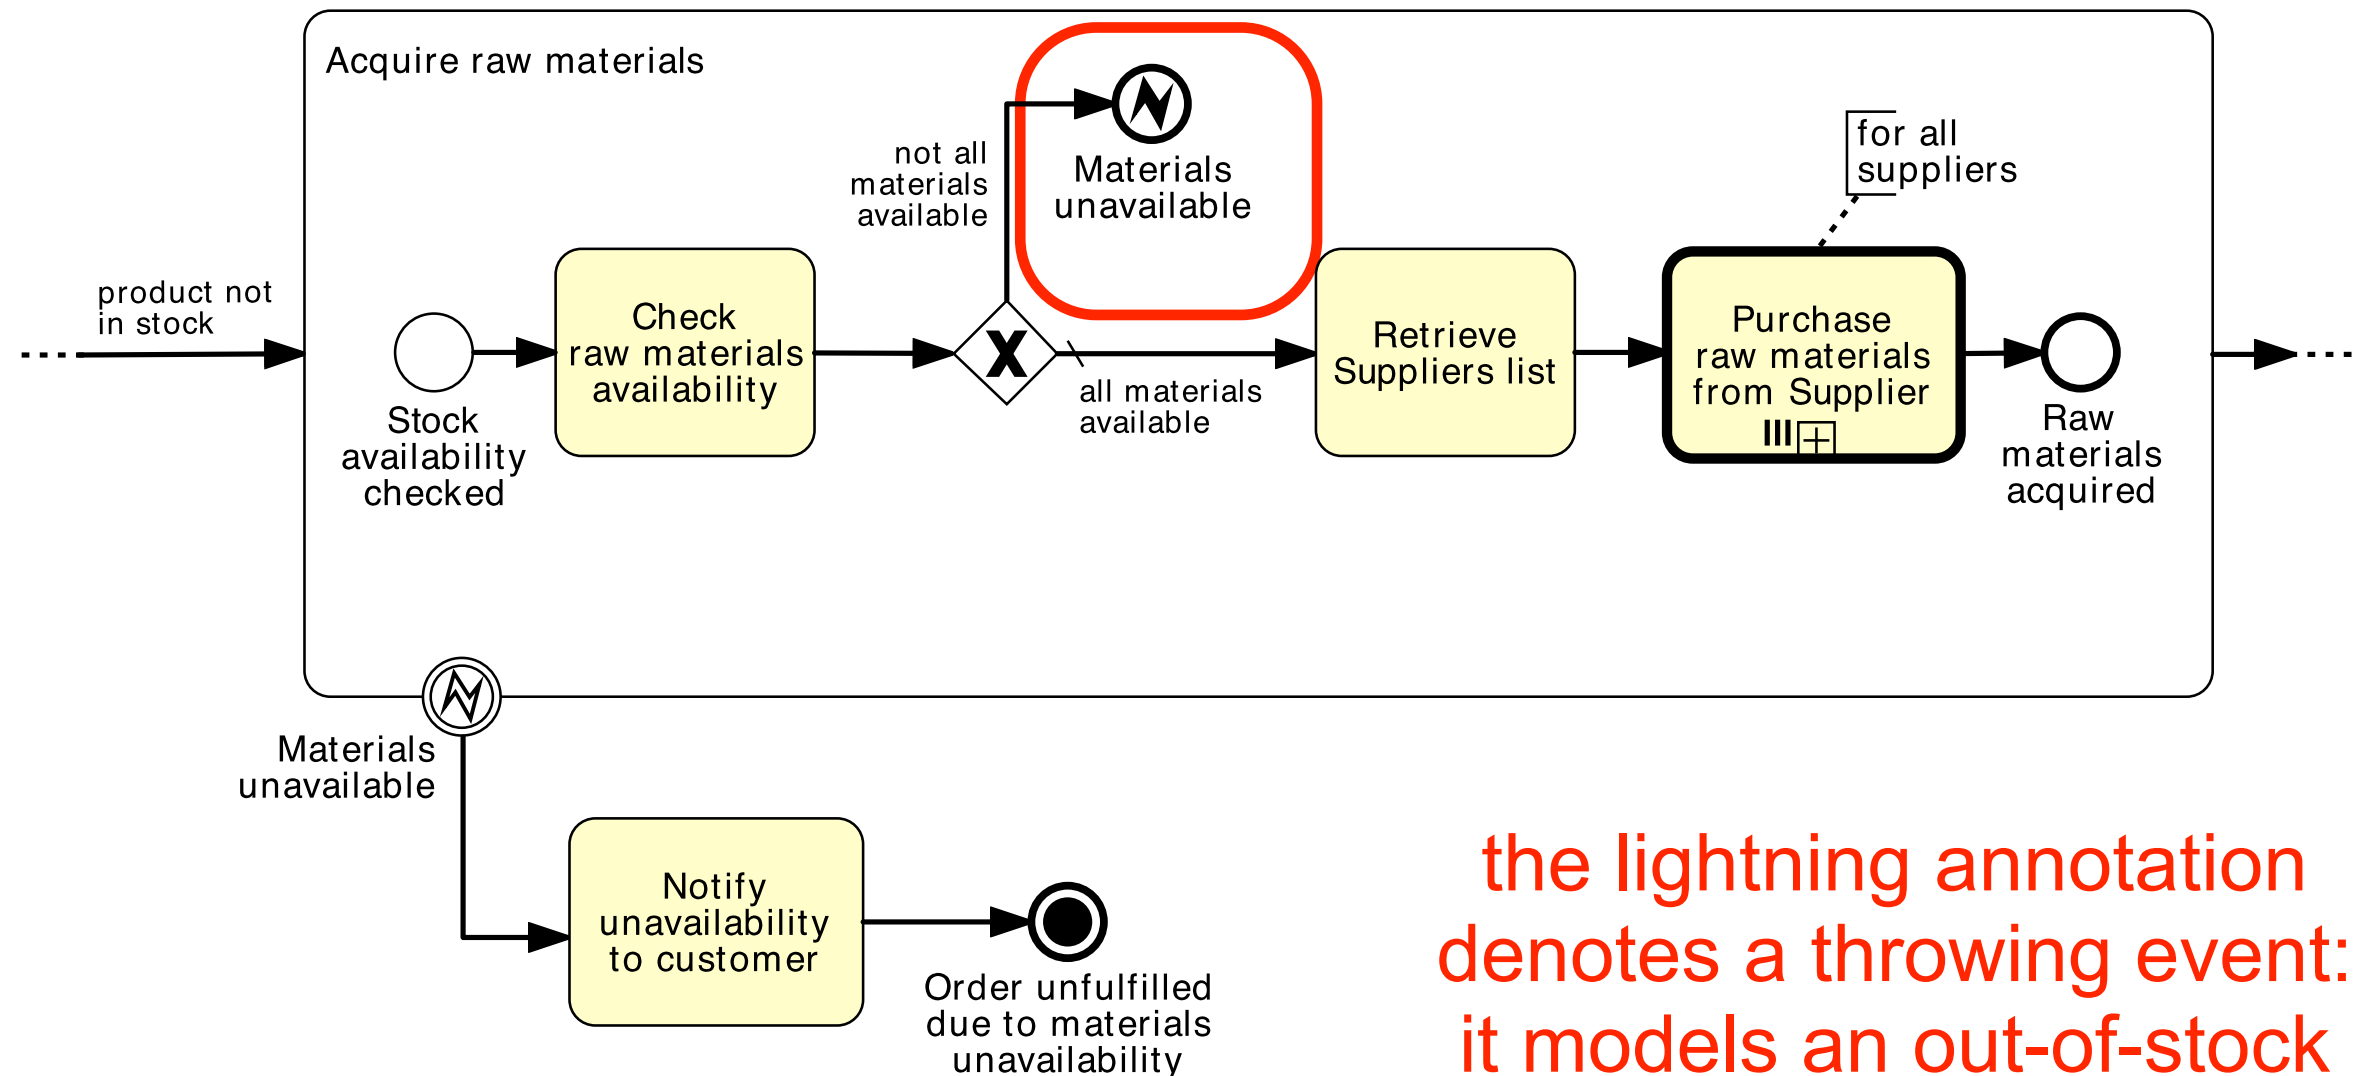 Acquire raw materials
not all
materials
available
Materials
unavailable
for all
suppliers
product not
in stock
Stock
availability
checked
Check
raw materials
availability
X
all materials
available
Retrieve
Suppliers list
Purchase
raw materials
from Supplier
Raw
materials
acquired
Materials
unavailable
Notify
unavailability
to customer
Order unfulfilled
due to materials
unavailability
the lightning annotation
denotes a throwing event:
it models an out-of-stock